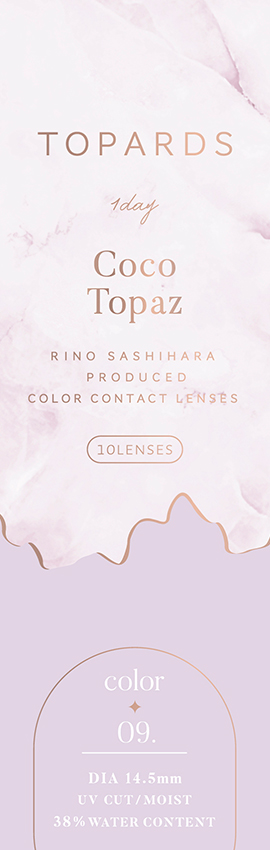 TOPARDS
1day
Coco
Topaz
RINO SASHIHARA
PRODUCED
COLOR CONTACT LENSES
10LENSES
color
09.
DIA 14.5mm
UV CUT/MOIST
38% WATER CONTENT